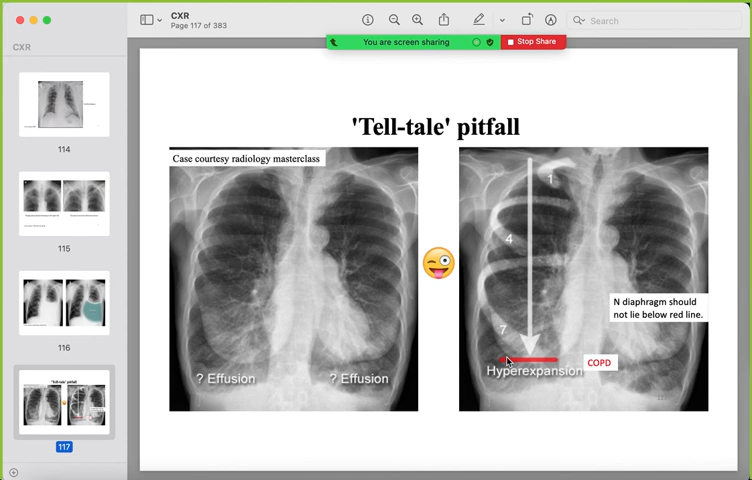 CXR
Page 117 of 383
Search
CXR
You are screen sharing
Stop Share
114
115
116
117
'Tell-tale' pitfall
Case courtesy radiology masterclass
? Effusion
? Effusion
1
4
7
N diaphragm should
not lie below red line.
COPD
Hyperexpansion